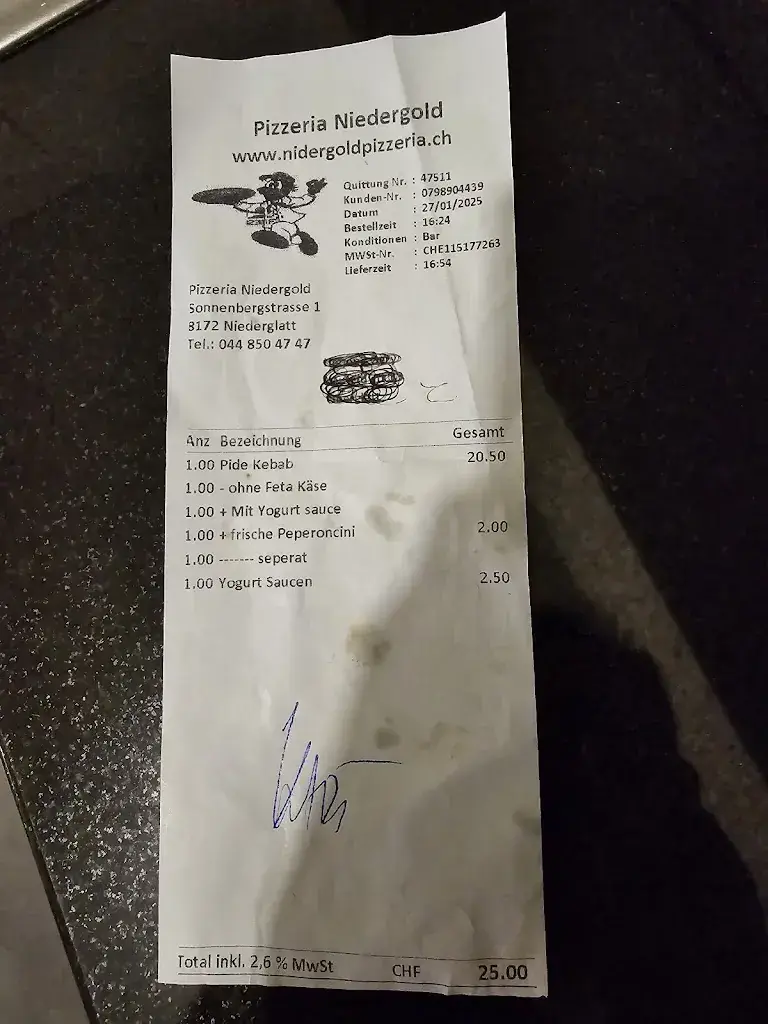 Pizzeria Niedergold
www.nidergoldpizzeria.ch
Quittung Nr. : 47511
Kunden-Nr. : 0798904439
Datum : 27/01/2025
Bestellzeit : 16:24
Konditionen : Bar
MWSt-Nr. : CHE115177263
Lieferzeit : 16:54
Pizzeria Niedergold
Sonnenbergstrasse 1
8172 Niederglatt
Tel.: 044 850 47 47
Anz Bezeichnung Gesamt
1.00 Pide Kebab 20.50
1.00 - ohne Feta Käse
1.00 + Mit Yogurt sauce
1.00 + frische Peperoncini 2.00
1.00 ------- seperat
1.00 Yogurt Saucen 2.50
Total inkl. 2,6 % MwSt CHF 25.00